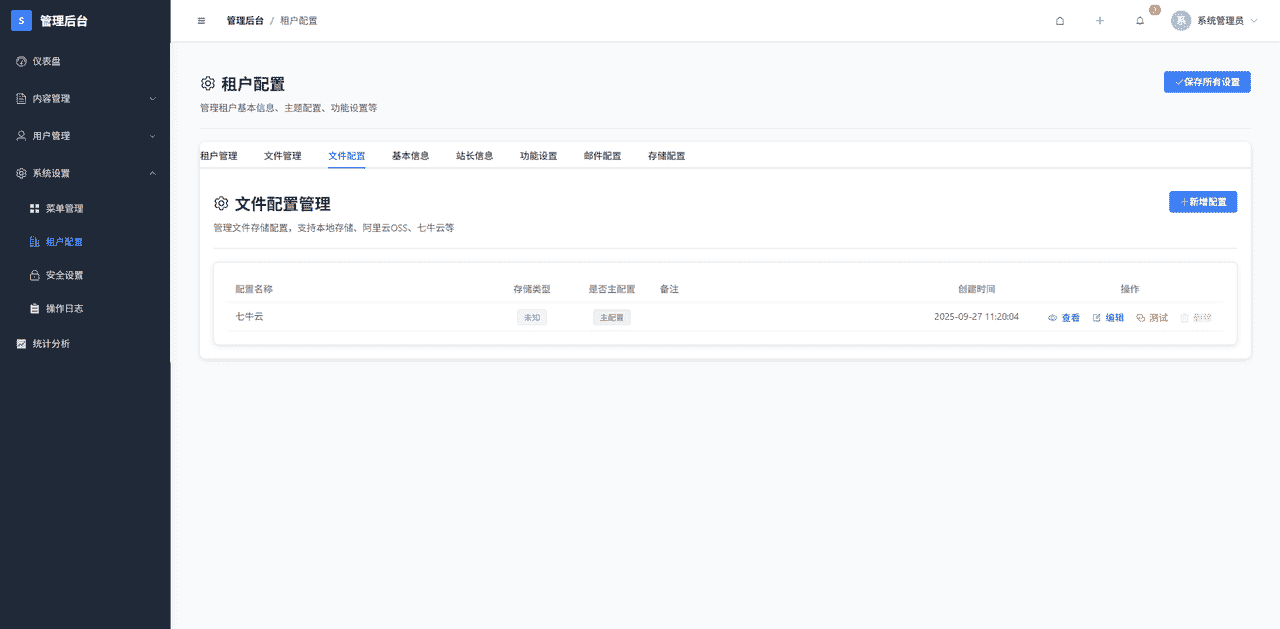 S 管理后台
仪表盘
内容管理
用户管理
系统设置
菜单管理
租户配置
安全设置
操作日志
统计分析
管理后台 / 租户配置
3
系 系统管理员
租户配置
管理租户基本信息、主题配置、功能设置等
保存所有设置
租户管理 文件管理 文件配置 基本信息 站长信息 功能设置 邮件配置 存储配置
文件配置管理
管理文件存储配置，支持本地存储、阿里云OSS、七牛云等
新增配置
配置名称 存储类型 是否主配置 备注 创建时间 操作
七牛云 未知 主配置 2025-09-27 11:20:04 查看 编辑 测试 删除